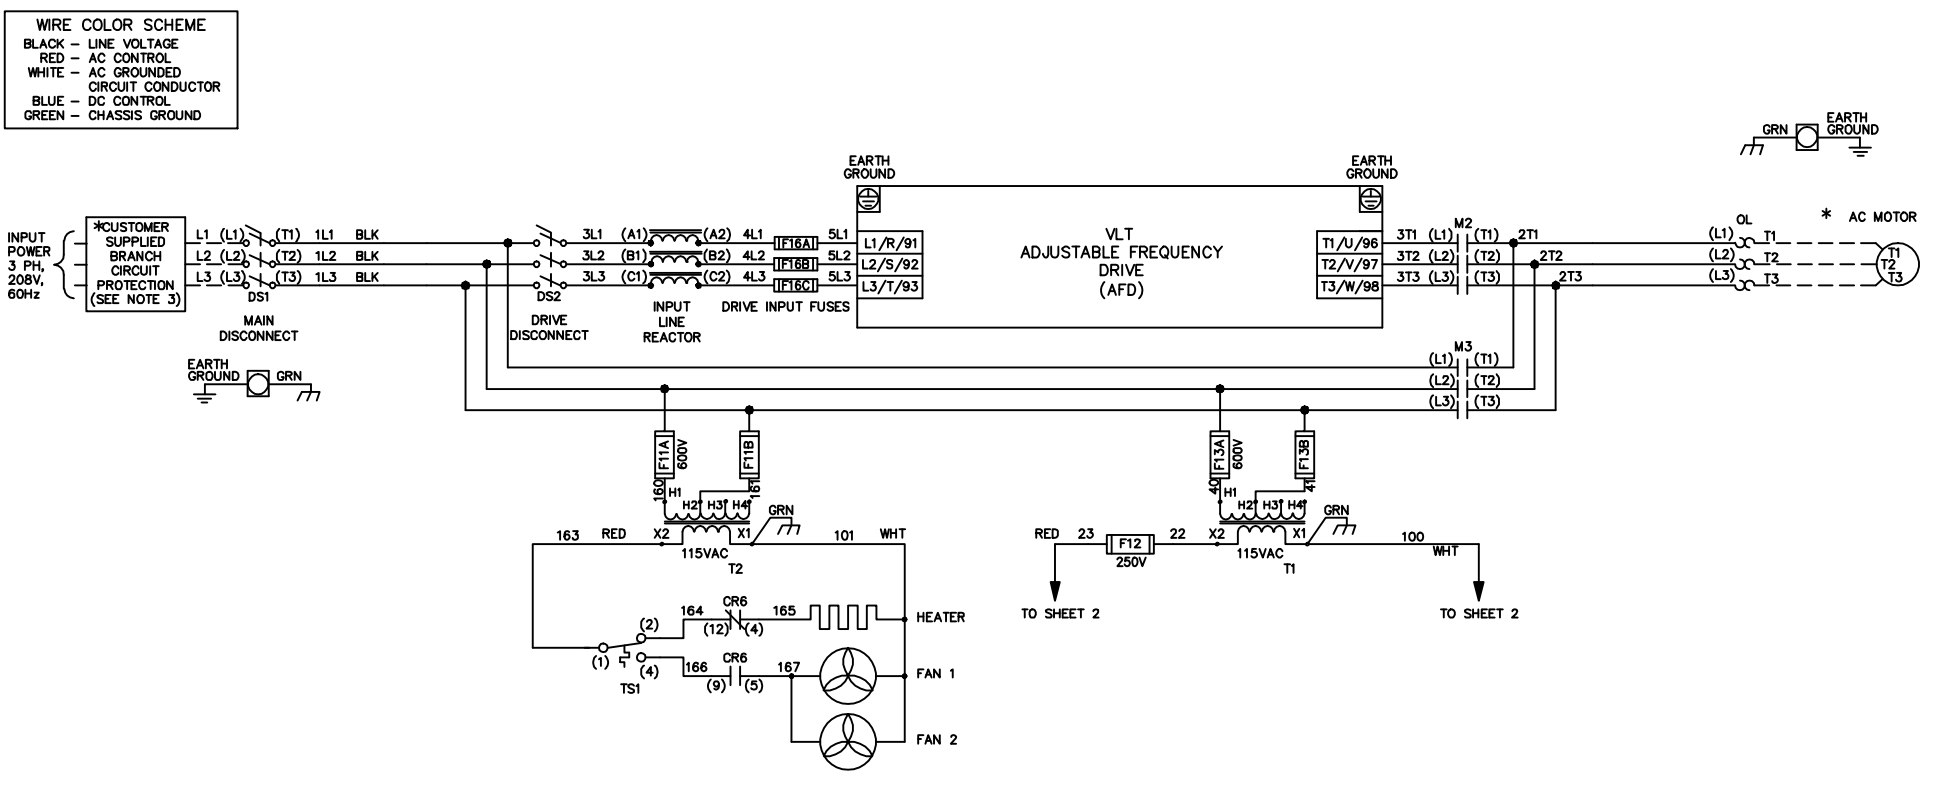 WIRE COLOR SCHEME
BLACK – LINE VOLTAGE
RED – AC CONTROL
WHITE – AC GROUNDED
CIRCUIT CONDUCTOR
BLUE – DC CONTROL
GREEN – CHASSIS GROUND
GRN
EARTH
GROUND
EARTH
GROUND
EARTH
GROUND
INPUT
POWER
3 PH,
208V,
60Hz
*CUSTOMER
SUPPLIED
BRANCH
CIRCUIT
PROTECTION
(SEE NOTE 3)
L1 (L1) (T1) 1L1 BLK
L2 (L2) (T2) 1L2 BLK
L3 (L3) (T3) 1L3 BLK
DS1
MAIN
DISCONNECT
DS2
DRIVE
DISCONNECT
3L1 (A1) (A2) 4L1 F16A 5L1
3L2 (B1) (B2) 4L2 F16B 5L2
3L3 (C1) (C2) 4L3 F16C 5L3
INPUT
LINE
REACTOR
DRIVE INPUT FUSES
L1/R/91
L2/S/92
L3/T/93
VLT
ADJUSTABLE FREQUENCY
DRIVE
(AFD)
T1/U/96
T2/V/97
T3/W/98
M2
3T1 (L1) (T1) 2T1
3T2 (L2) (T2) 2T2
3T3 (L3) (T3) 2T3
OL
(L1) T1
(L2) T2
(L3) T3
* AC MOTOR
T1
T2
T3
EARTH
GROUND
GRN
M3
(L1) (T1)
(L2) (T2)
(L3) (T3)
F11A
600V
F11B
160
161
H1 H2 H3 H4
GRN
163 RED X2 X1 101 WHT
115VAC
T2
F13A
600V
F13B
40
41
H1 H2 H3 H4
GRN
RED 23 F12 22 X2 X1 100 WHT
250V
115VAC
T1
TO SHEET 2
TO SHEET 2
164 CR6 165 HEATER
(12) (4)
(2)
(1)
(4)
TS1
166 CR6 167 FAN 1
(9) (5)
FAN 2